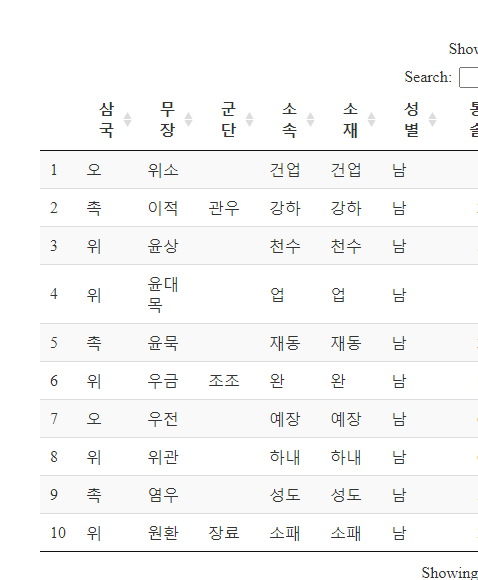 Show
Search:
삼국 무장 군단 소속 소재 성별
1 오 위소 건업 건업 남
2 촉 이적 관우 강하 강하 남
3 위 윤상 천수 천수 남
4 위 윤대목 업 업 남
5 촉 윤묵 재동 재동 남
6 위 우금 조조 완 완 남
7 오 우전 예장 예장 남
8 위 위관 하내 하내 남
9 촉 염우 성도 성도 남
10 위 원환 장료 소패 소패 남
Showing